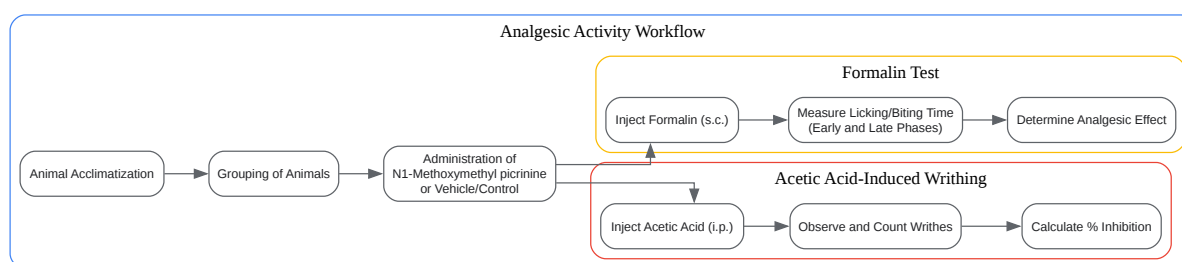 Analgesic Activity Workflow
Formalin Test
Inject Formalin (s.c.)
Measure Licking/Biting Time
(Early and Late Phases)
Determine Analgesic Effect
Animal Acclimatization
Grouping of Animals
Administration of
N1-Methoxymethyl picrinine
or Vehicle/Control
Acetic Acid-Induced Writhing
Inject Acetic Acid (i.p.)
Observe and Count Writhes
Calculate % Inhibition